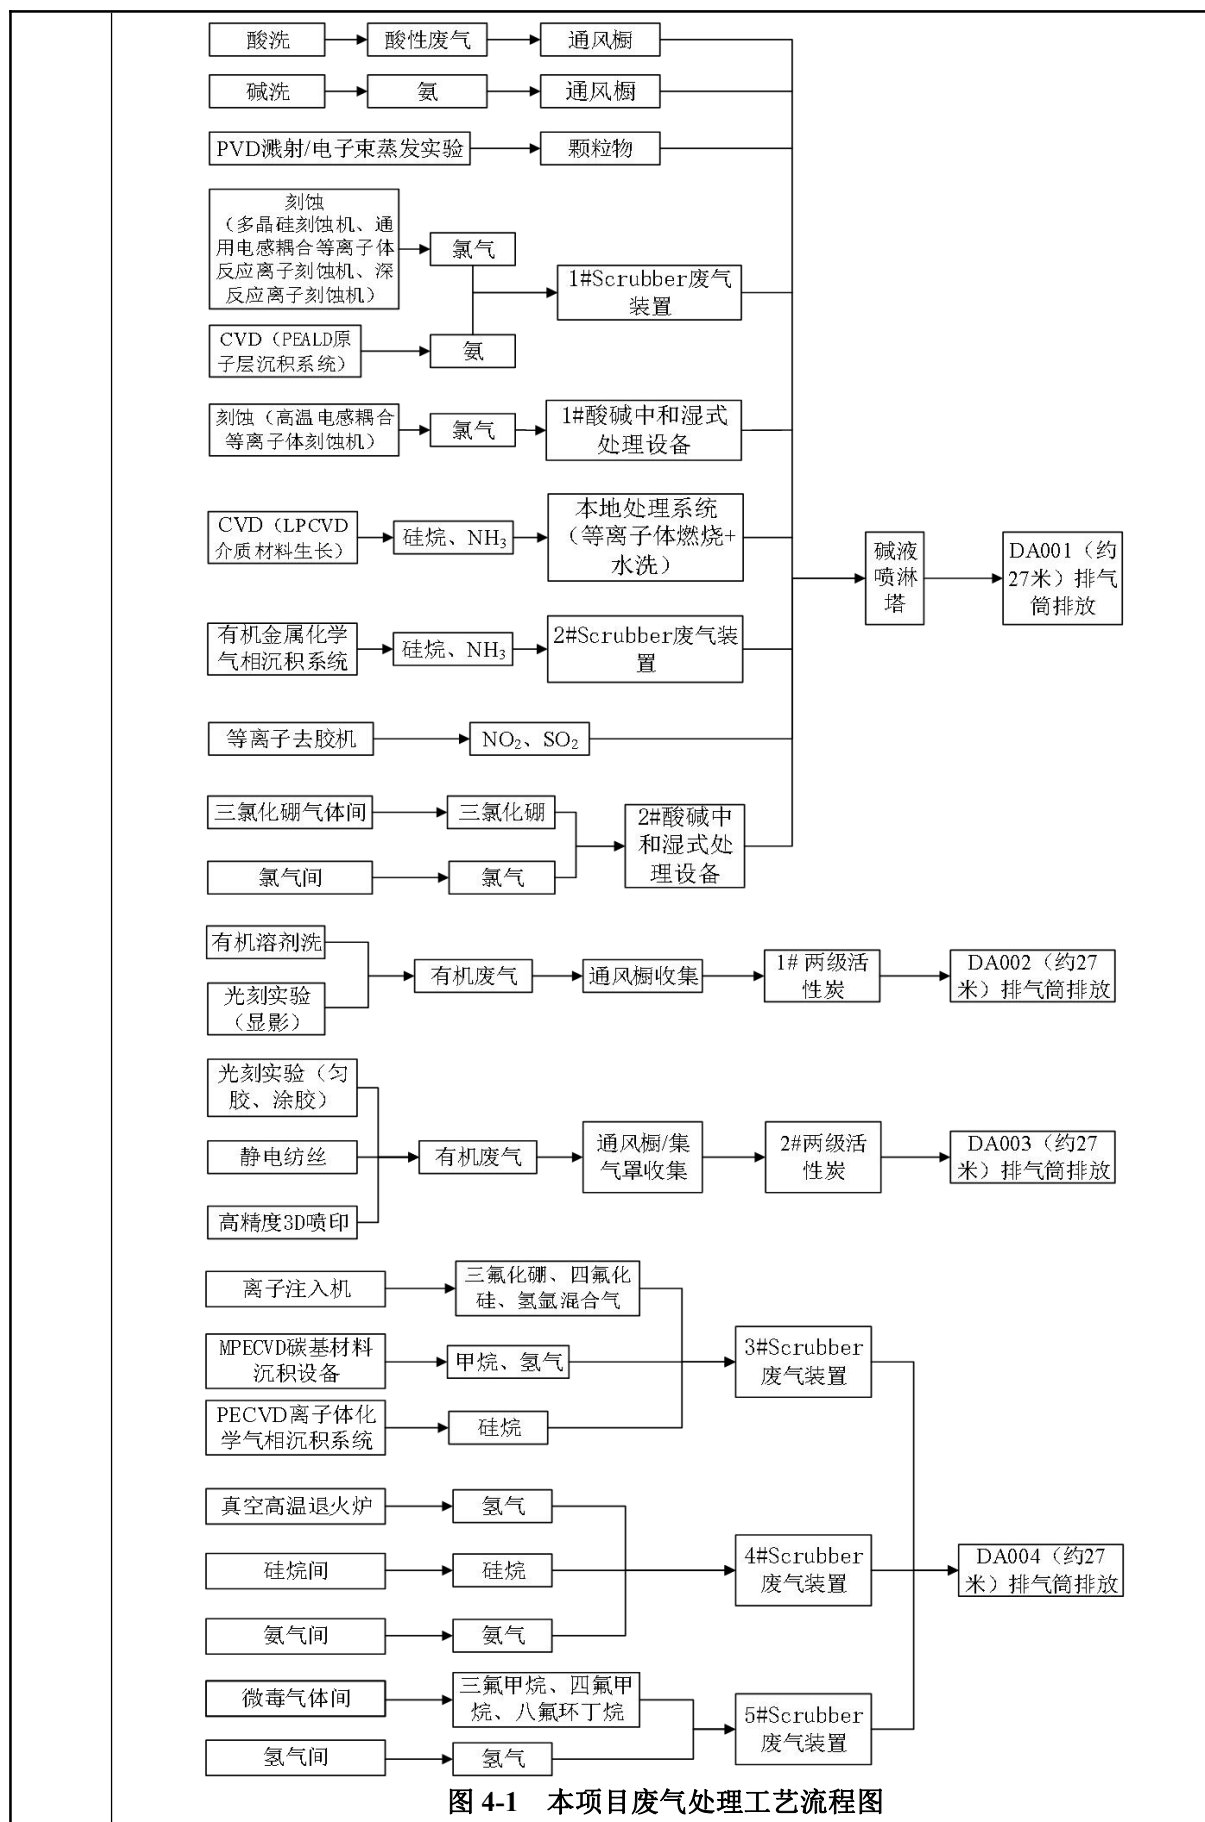 酸洗
酸性废气
通风橱
碱洗
氨
通风橱
PVD溅射/电子束蒸发实验
颗粒物
刻蚀
（多晶硅刻蚀机、通
用电感耦合等离子体
反应离子刻蚀机、深
反应离子刻蚀机）
氯气
1#Scrubber废气
装置
CVD（PEALD原
子层沉积系统）
氨
刻蚀（高温电感耦合
等离子体刻蚀机）
氯气
1#酸碱中和湿式
处理设备
CVD（LPCVD
介质材料生长）
硅烷、NH₃
本地处理系统
（等离子体燃烧+
水洗）
碱液
喷淋
塔
DA001（约
27米）排气
筒排放
有机金属化学
气相沉积系统
硅烷、NH₃
2#Scrubber废气装
置
等离子去胶机
NO₂、SO₂
三氯化硼气体间
三氯化硼
2#酸碱中
和湿式处
理设备
氯气间
氯气
有机溶剂洗
光刻实验
（显影）
有机废气
通风橱收集
1#两级活
性炭
DA002（约27
米）排气筒排放
光刻实验（匀
胶、涂胶）
静电纺丝
高精度3D喷印
有机废气
通风橱/集
气罩收集
2#两级活
性炭
DA003（约27
米）排气筒排放
离子注入机
三氟化硼、四氟化
硅、氢氩混合气
MPECVD碳基材料
沉积设备
甲烷、氢气
3#Scrubber
废气装置
PECVD离子体化
学气相沉积系统
硅烷
真空高温退火炉
氢气
硅烷间
硅烷
4#Scrubber
废气装置
DA004（约27
米）排气筒排放
氨气间
氨气
微毒气体间
三氟甲烷、四氟甲
烷、八氟环丁烷
5#Scrubber
废气装置
氢气间
氢气
图 4-1 本项目废气处理工艺流程图